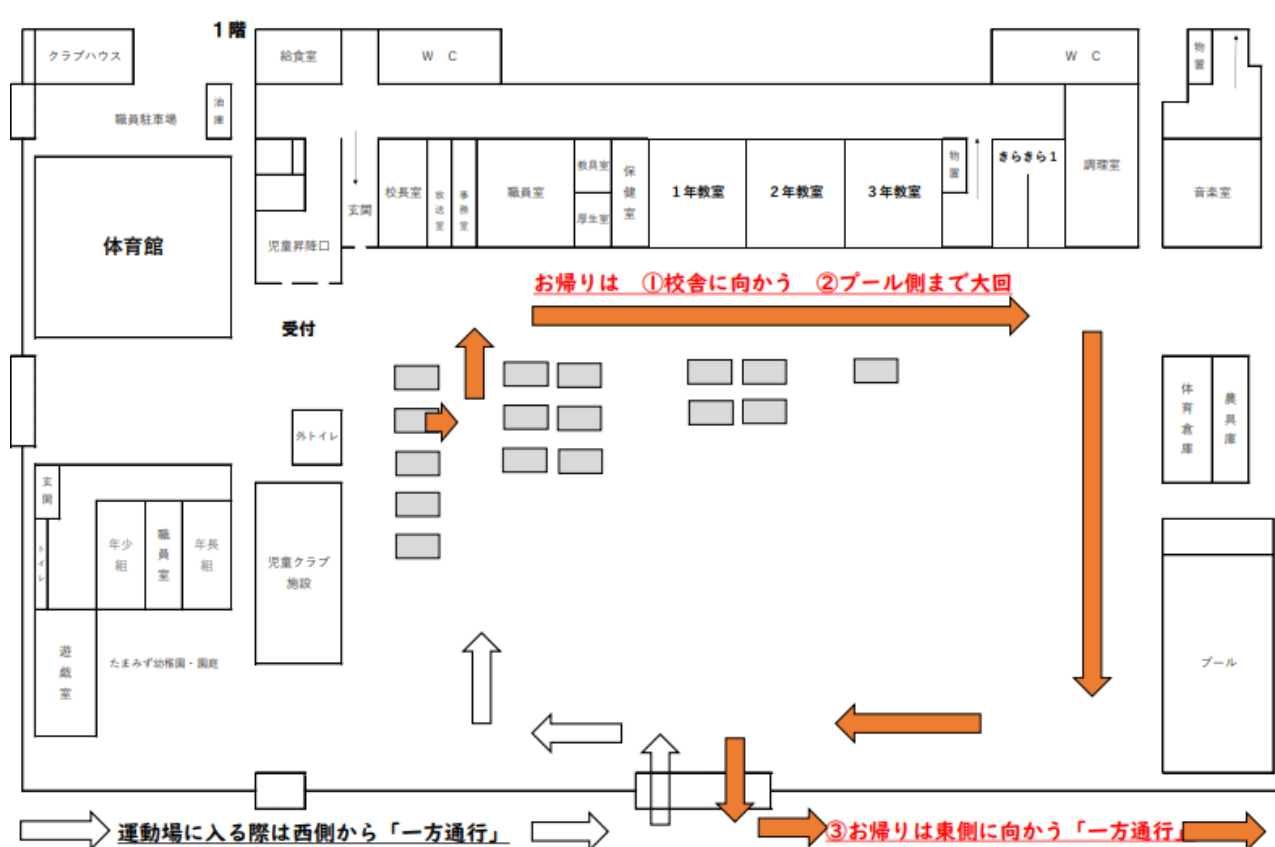 1階
クラブハウス
給食室
W C
W C
物置
油庫
職員駐車場
体育館
児童昇降口
玄関
校長室
放送室
事務室
職員室
教具室
厚生室
保健室
1年教室
2年教室
3年教室
物置
きらきら1
調理室
音楽室
お帰りは ①校舎に向かう ②プール側まで大回
受付
外トイレ
体育倉庫
農具庫
玄関
トイレ
年少組
職員室
年長組
児童クラブ
施設
遊戯室
たまみず幼稚園・園庭
プール
運動場に入る際は西側から「一方通行」
③お帰りは東側に向かう「一方通行」